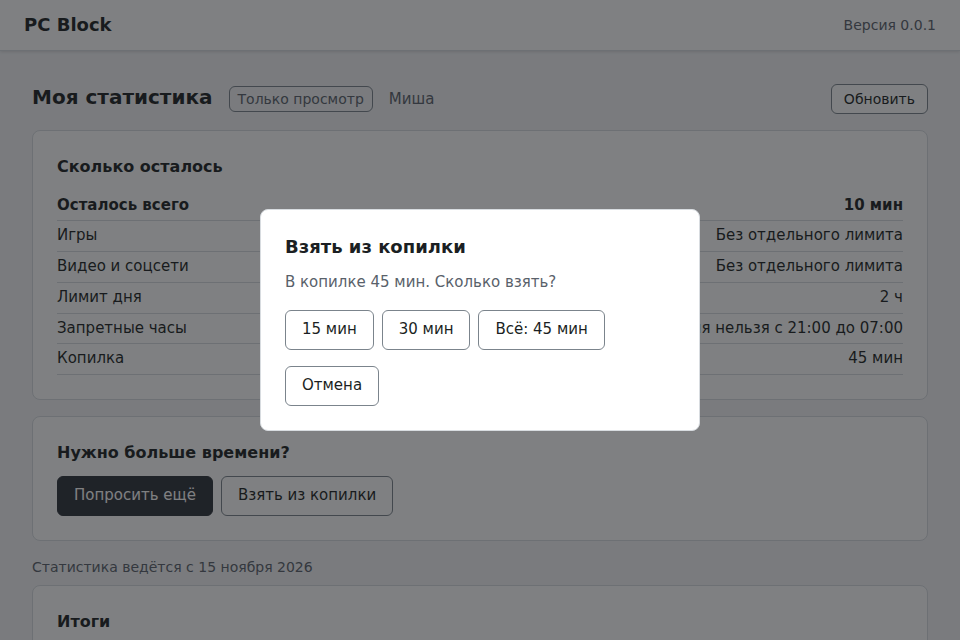 PC Block
Версия 0.0.1
Моя статистика
Только просмотр
Миша
Обновить
Сколько осталось
Осталось всего
10 мин
Игры
Без отдельного лимита
Видео и соцсети
Без отдельного лимита
Лимит дня
2 ч
Запретные часы
я нельзя с 21:00 до 07:00
Копилка
45 мин
Взять из копилки
В копилке 45 мин. Сколько взять?
15 мин
30 мин
Всё: 45 мин
Отмена
Нужно больше времени?
Попросить ещё
Взять из копилки
Статистика ведётся с 15 ноября 2026
Итоги